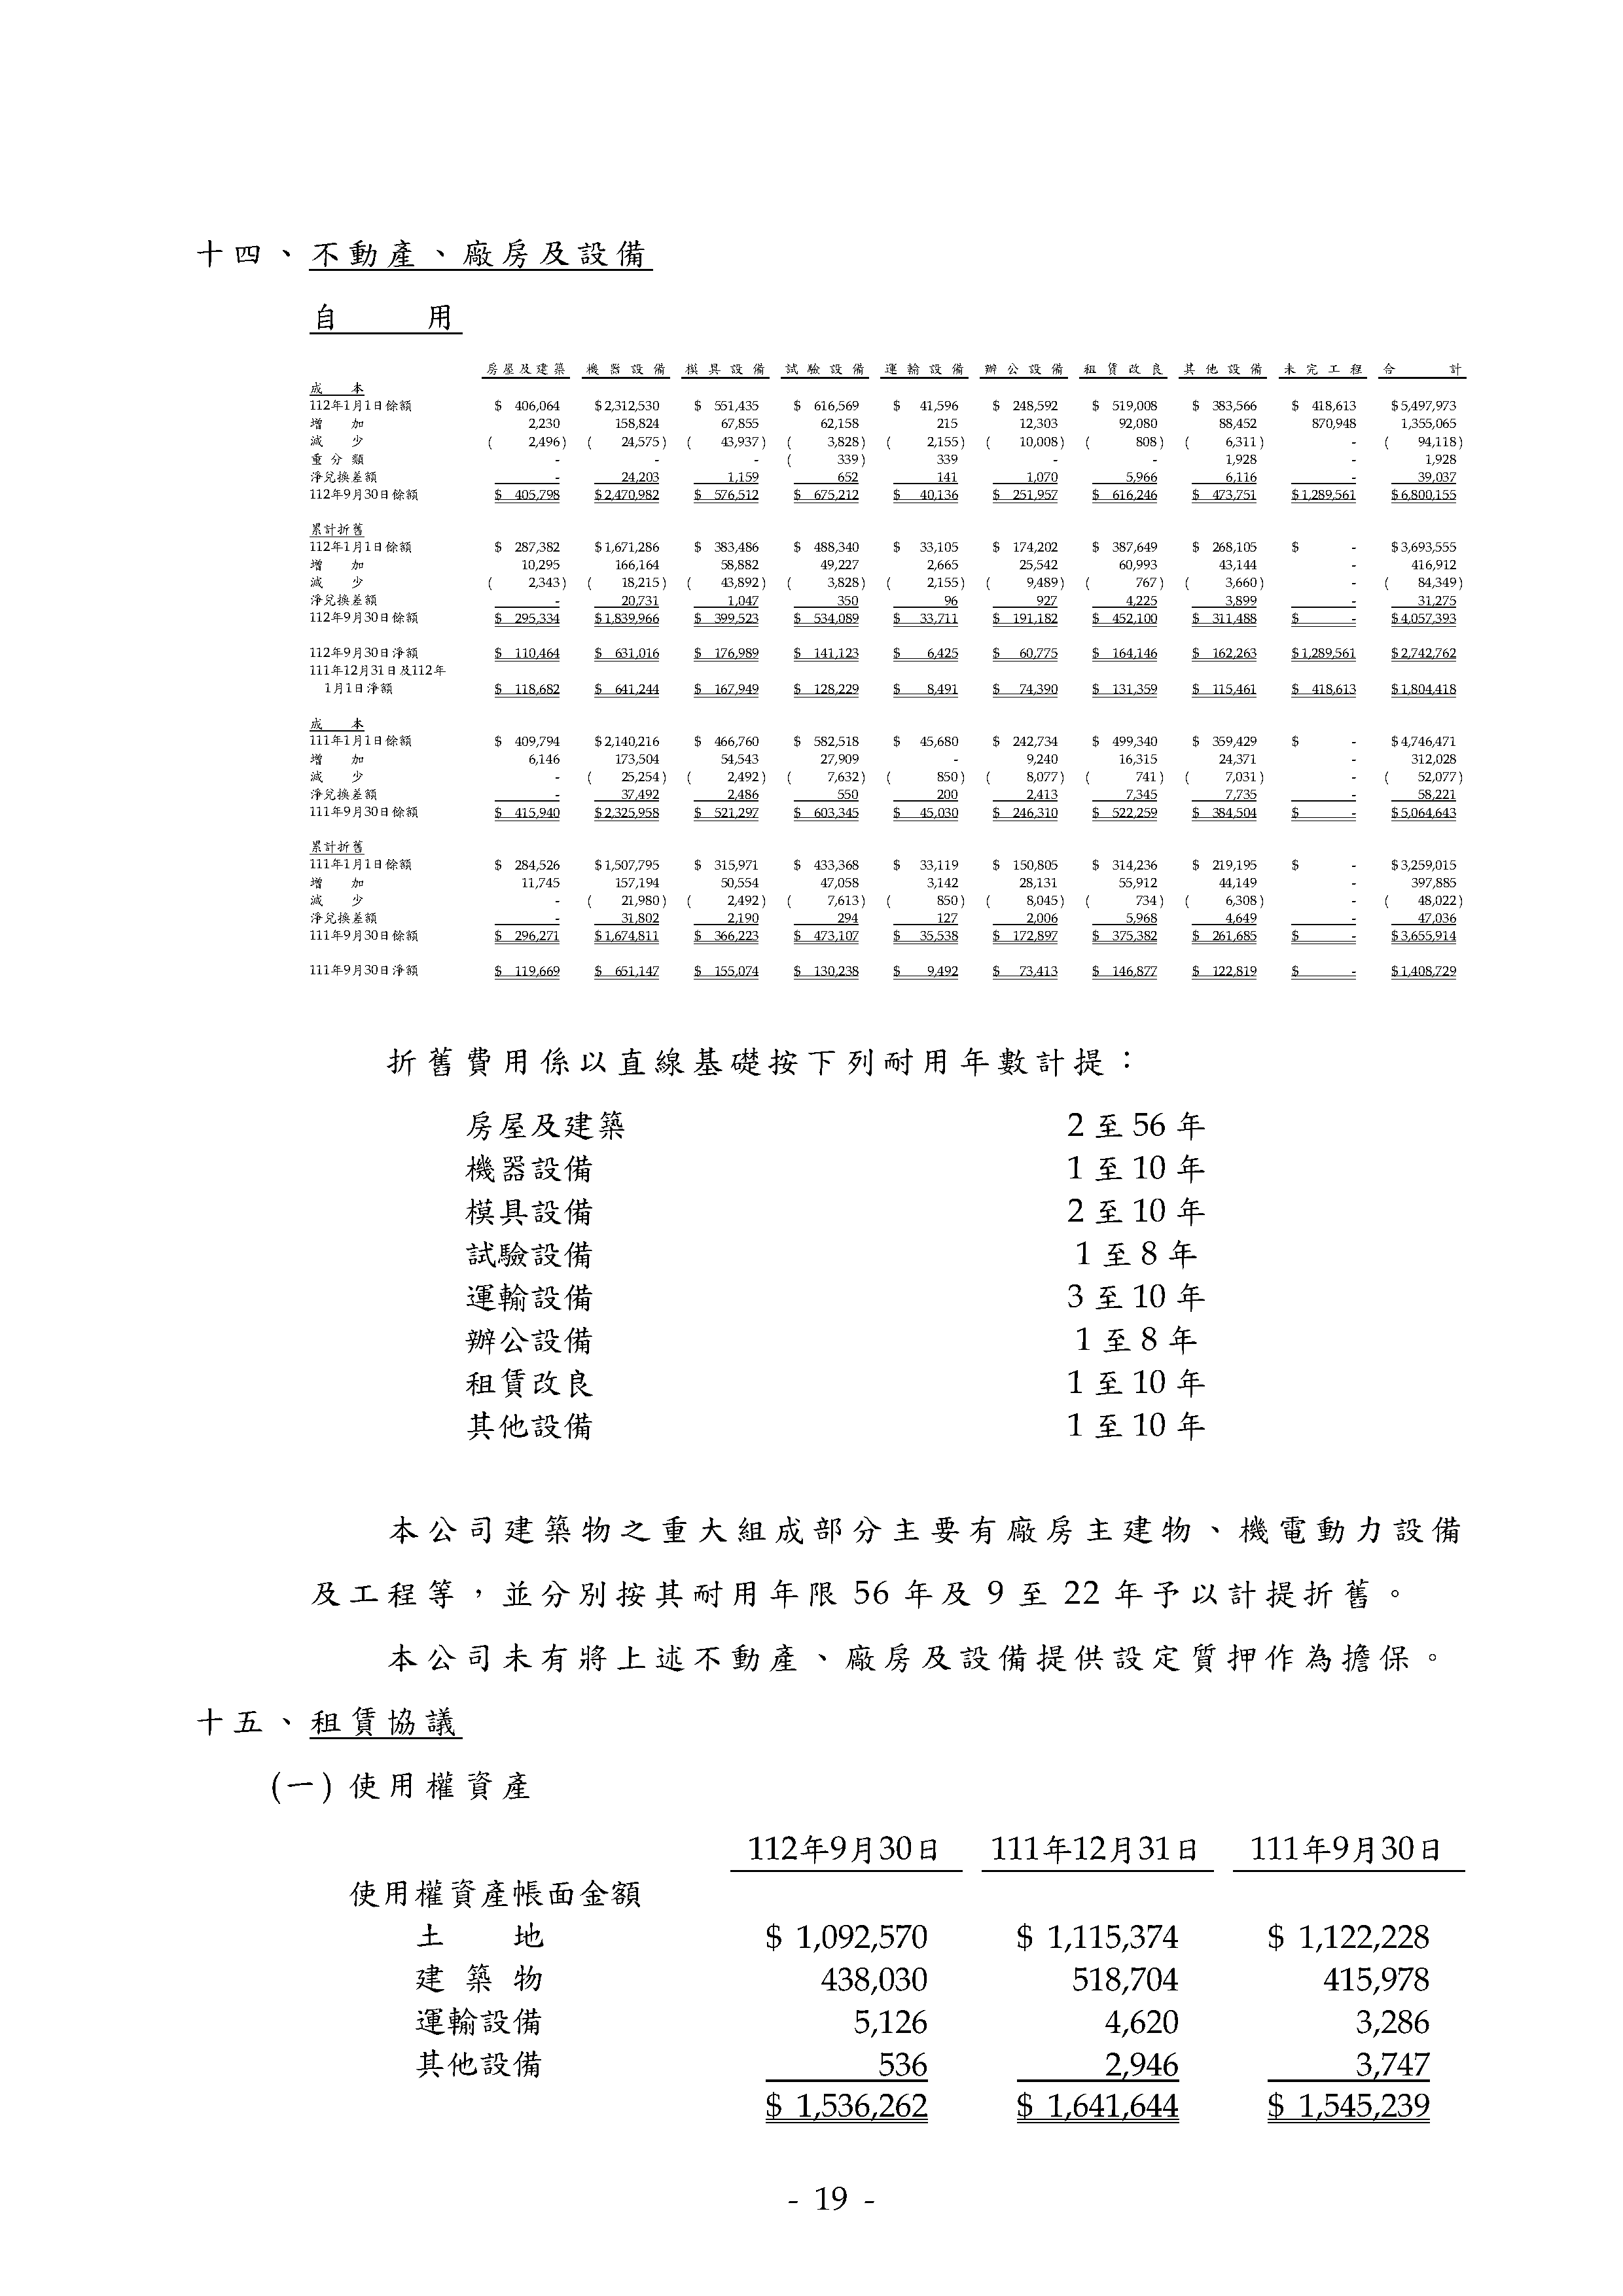 十四、不動產、廠房及設備
自 用
房屋及建築 機器設備 模具設備 試驗設備 運輸設備 辦公設備 租賃改良 其他設備 未完工程 合 計
成 本
112年1月1日餘額 $ 406,064 $ 2,312,530 $ 551,435 $ 616,569 $ 41,596 $ 248,592 $ 519,008 $ 383,566 $ 418,613 $ 5,497,973
增 加 2,230 158,824 67,855 62,158 215 12,303 92,080 88,452 870,948 1,355,065
減 少 ( 2,496) ( 24,575) ( 43,937) ( 3,828) ( 2,155) ( 10,008) ( 808) ( 6,311) - ( 94,118)
重 分 類 - - - ( 339) 339 - - 1,928 - 1,928
淨兌換差額 - 24,203 1,159 652 141 1,070 5,966 6,116 - 39,037
112年9月30日餘額 $ 405,798 $ 2,470,982 $ 576,512 $ 675,212 $ 40,136 $ 251,957 $ 616,246 $ 473,751 $ 1,289,561 $ 6,800,155
累計折舊
112年1月1日餘額 $ 287,382 $ 1,671,286 $ 383,486 $ 488,340 $ 33,105 $ 174,202 $ 387,649 $ 268,105 $ - $ 3,693,555
增 加 10,295 166,164 58,882 49,227 2,665 25,542 60,993 43,144 - 416,912
減 少 ( 2,343) ( 18,215) ( 43,892) ( 3,828) ( 2,155) ( 9,489) ( 767) ( 3,660) - ( 84,349)
淨兌換差額 - 20,731 1,047 350 96 927 4,225 3,899 - 31,275
112年9月30日餘額 $ 295,334 $ 1,839,966 $ 399,523 $ 534,089 $ 33,711 $ 191,182 $ 452,100 $ 311,488 $ - $ 4,057,393
112年9月30日淨額 $ 110,464 $ 631,016 $ 176,989 $ 141,123 $ 6,425 $ 60,775 $ 164,146 $ 162,263 $ 1,289,561 $ 2,742,762
111年12月31日及112年
1月1日淨額 $ 118,682 $ 641,244 $ 167,949 $ 128,229 $ 8,491 $ 74,390 $ 131,359 $ 115,461 $ 418,613 $ 1,804,418
成 本
111年1月1日餘額 $ 409,794 $ 2,140,216 $ 466,760 $ 582,518 $ 45,680 $ 242,734 $ 499,340 $ 359,429 $ - $ 4,746,471
增 加 6,146 173,504 54,543 27,909 - 9,240 16,315 24,371 - 312,028
減 少 - ( 25,254) ( 2,492) ( 7,632) ( 850) ( 8,077) ( 741) ( 7,031) - ( 52,077)
淨兌換差額 - 37,492 2,486 550 200 2,413 7,345 7,735 - 58,221
111年9月30日餘額 $ 415,940 $ 2,325,958 $ 521,297 $ 603,345 $ 45,030 $ 246,310 $ 522,259 $ 384,504 $ - $ 5,064,643
累計折舊
111年1月1日餘額 $ 284,526 $ 1,507,795 $ 315,971 $ 433,368 $ 33,119 $ 150,805 $ 314,236 $ 219,195 $ - $ 3,259,015
增 加 11,745 157,194 50,554 47,058 3,142 28,131 55,912 44,149 - 397,885
減 少 - ( 21,980) ( 2,492) ( 7,613) ( 850) ( 8,045) ( 734) ( 6,308) - ( 48,022)
淨兌換差額 - 31,802 2,190 294 127 2,006 5,968 4,649 - 47,036
111年9月30日餘額 $ 296,271 $ 1,674,811 $ 366,223 $ 473,107 $ 35,538 $ 172,897 $ 375,382 $ 261,685 $ - $ 3,655,914
111年9月30日淨額 $ 119,669 $ 651,147 $ 155,074 $ 130,238 $ 9,492 $ 73,413 $ 146,877 $ 122,819 $ - $ 1,408,729
折舊費用係以直線基礎按下列耐用年數計提：
房屋及建築 2 至 56 年
機器設備 1 至 10 年
模具設備 2 至 10 年
試驗設備 1 至 8 年
運輸設備 3 至 10 年
辦公設備 1 至 8 年
租賃改良 1 至 10 年
其他設備 1 至 10 年
本公司建築物之重大組成部分主要有廠房主建物、機電動力設備
及工程等，並分別按其耐用年限 56 年及 9 至 22 年予以計提折舊。
本公司未有將上述不動產、廠房及設備提供設定質押作為擔保。
十五、租賃協議
(一) 使用權資產
112年9月30日 111年12月31日 111年9月30日
使用權資產帳面金額
土 地 $ 1,092,570 $ 1,115,374 $ 1,122,228
建 築 物 438,030 518,704 415,978
運輸設備 5,126 4,620 3,286
其他設備 536 2,946 3,747
$ 1,536,262 $ 1,641,644 $ 1,545,239
- 19 -